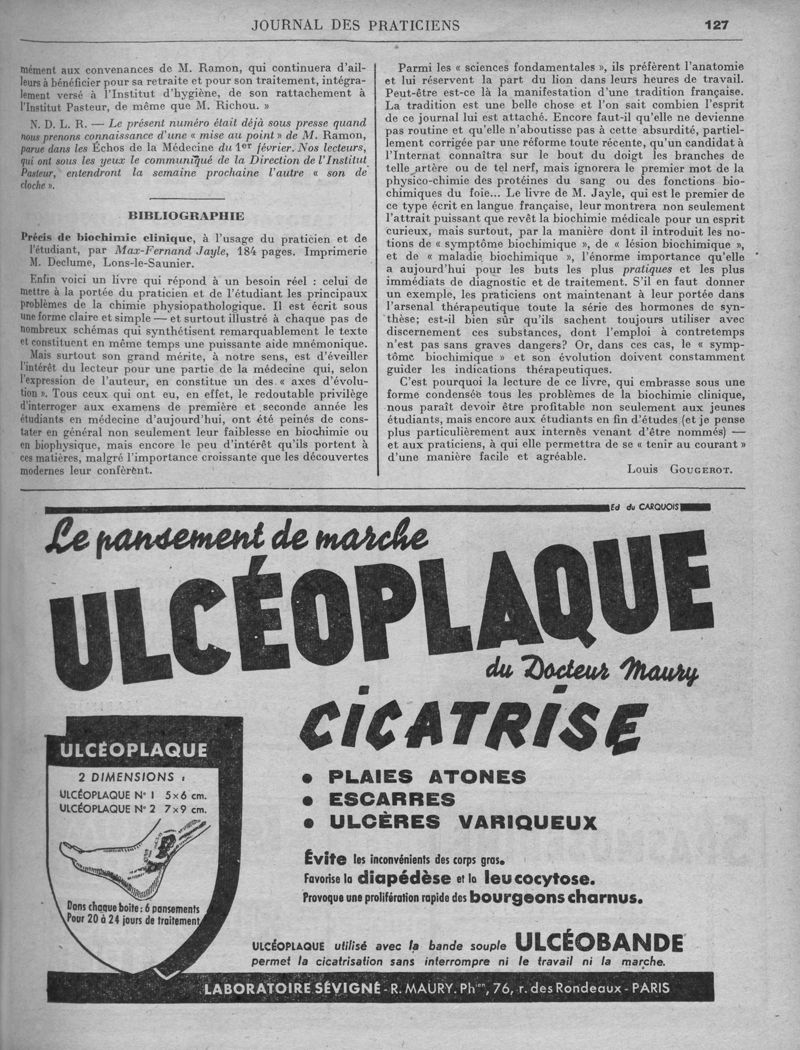 JOURNAL DES PRATICIENS
127
mément aux convenances de M. Ramon, qui continuera d'ail-
leurs à bénéficier pour sa retraite et pour son traitement, intégra-
lement versé à l'Institut d'hygiène, de son rattachement à
l'Institut Pasteur, de même que M. Richou. »
N. D. L. R. — Le présent numéro était déjà sous presse quand
nous prenons connaissance d'une « mise au point » de M. Ramon,
parue dans les Échos de la Médecine du 1er février. Nos lecteurs,
qui ont sous les yeux le communiqué de la Direction de l'Institut
Pasteur, entendront la semaine prochaine l'autre « son de
cloche ».
BIBLIOGRAPHIE
Précis de biochimie clinique, à l'usage du praticien et de
l'étudiant, par Max-Fernand Jayle, 184 pages. Imprimerie
M. Declume, Lons-le-Saunier.
Enfin voici un livre qui répond à un besoin réel : celui de
mettre à la portée du praticien et de l'étudiant les principaux
problèmes de la chimie physiopathologique. Il est écrit sous
une forme claire et simple — et surtout illustré à chaque pas de
nombreux schémas qui synthétisent remarquablement le texte
et constituent en même temps une puissante aide mnémonique.
Mais surtout son grand mérite, à notre sens, est d'éveiller
l'intérêt du lecteur pour une partie de la médecine qui, selon
l'expression de l'auteur, en constitue un des « axes d'évolu-
tion ». Tous ceux qui ont eu, en effet, le redoutable privilège
d'interroger aux examens de première et seconde année les
étudiants en médecine d'aujourd'hui, ont été peinés de cons-
tater en général non seulement leur faiblesse en biochimie ou
en biophysique, mais encore le peu d'intérêt qu'ils portent à
ces matières, malgré l'importance croissante que les découvertes
modernes leur confèrent.
Parmi les « sciences fondamentales », ils préfèrent l'anatomie
et lui réservent la part du lion dans leurs heures de travail.
Peut-être est-ce là la manifestation d'une tradition française.
La tradition est une belle chose et l'on sait combien l'esprit
de ce journal lui est attaché. Encore faut-il qu'elle ne devienne
pas routine et qu'elle n'aboutisse pas à cette absurdité, partiel-
lement corrigée par une réforme toute récente, qu'un candidat à
l'Internat connaîtra sur le bout du doigt les branches de
telle artère ou de tel nerf, mais ignorera le premier mot de la
physico-chimie des protéines du sang ou des fonctions bio-
chimiques du foie... Le livre de M. Jayle, qui est le premier de
ce type écrit en langue française, leur montrera non seulement
l'attrait puissant que revêt la biochimie médicale pour un esprit
curieux, mais surtout, par la manière dont il introduit les no-
tions de « symptôme biochimique », de « lésion biochimique »,
et de « maladie biochimique », l'énorme importance qu'elle
a aujourd'hui pour les buts les plus pratiques et les plus
immédiats de diagnostic et de traitement. S'il en faut donner
un exemple, les praticiens ont maintenant à leur portée dans
l'arsenal thérapeutique toute la série des hormones de syn-
thèse; est-il bien sûr qu'ils sachent toujours utiliser avec
discernement ces substances, dont l'emploi à contretemps
n'est pas sans graves dangers? Or, dans ces cas, le « symp-
tôme biochimique » et son évolution doivent constamment
guider les indications thérapeutiques.
C'est pourquoi la lecture de ce livre, qui embrasse sous une
forme condensée tous les problèmes de la biochimie clinique,
nous paraît devoir être profitable non seulement aux jeunes
étudiants, mais encore aux étudiants en fin d'études (et je pense
plus particulièrement aux internes venant d'être nommés) —
et aux praticiens, à qui elle permettra de se « tenir au courant »
d'une manière facile et agréable.
Louis GOUGEROT.
Ed du CARQUOIS
Le pansement de marche
ULCÉOPLAQUE
du Docteur Maury
CICATRISE
• PLAIES ATONES
• ESCARRES
• ULCÈRES VARIQUEUX
Évite les inconvénients des corps gras.
Favorise la diapédèse et la leucocytose.
Provoque une prolifération rapide des bourgeons charnus.
ULCÉOPLAQUE
2 DIMENSIONS :
ULCÉOPLAQUE N° 1 5x6 cm.
ULCÉOPLAQUE N° 2 7x9 cm.
Dans chaque boîte : 6 pansements
Pour 20 à 24 jours de traitement
ULCÉOPLAQUE utilisé avec la bande souple ULCÉOBANDE
permet la cicatrisation sans interrompre ni le travail ni la marche.
LABORATOIRE SÉVIGNÉ - R. MAURY. Phien, 76, r. des Rondeaux - PARIS